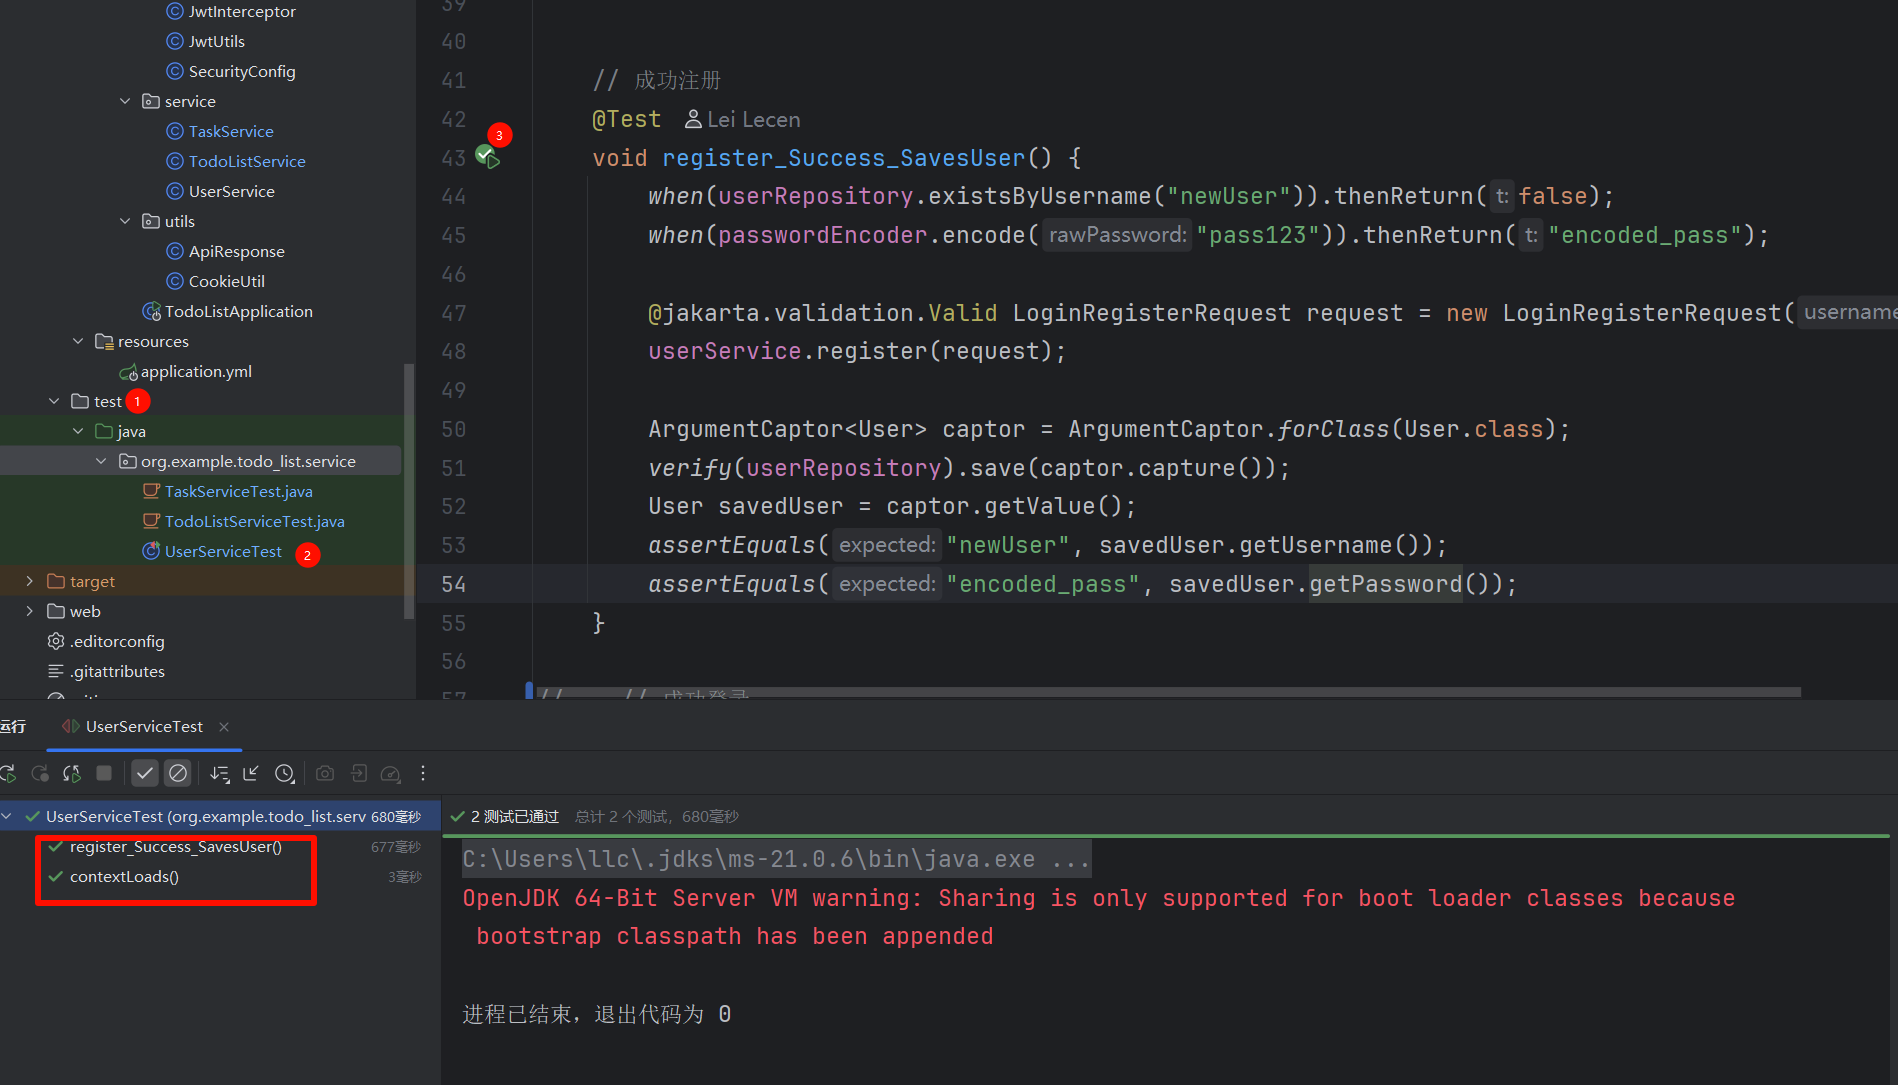 JwtInterceptor
JwtUtils
SecurityConfig
service
TaskService
TodoListService
UserService
utils
ApiResponse
CookieUtil
TodoListApplication
resources
application.yml
test 1
java
org.example.todo_list.service
TaskServiceTest.java
TodoListServiceTest.java
UserServiceTest 2
target
web
.editorconfig
.gitattributes
39
40
41 // 成功注册
42 @Test Lei Lecen
3
43 void register_Success_SavesUser() {
44 when(userRepository.existsByUsername("newUser")).thenReturn( t: false);
45 when(passwordEncoder.encode( rawPassword: "pass123")).thenReturn( t: "encoded_pass");
46
47 @jakarta.validation.Valid LoginRegisterRequest request = new LoginRegisterRequest( username
48 userService.register(request);
49
50 ArgumentCaptor<User> captor = ArgumentCaptor.forClass(User.class);
51 verify(userRepository).save(captor.capture());
52 User savedUser = captor.getValue();
53 assertEquals( expected: "newUser", savedUser.getUsername());
54 assertEquals( expected: "encoded_pass", savedUser.getPassword());
55 }
56
57 // // 成功登录
运行 UserServiceTest
UserServiceTest (org.example.todo_list.serv 680毫秒
register_Success_SavesUser() 677毫秒
contextLoads() 3毫秒
2 测试已通过 总计 2 个测试, 680毫秒
C:\Users\llc\.jdks\ms-21.0.6\bin\java.exe ...
OpenJDK 64-Bit Server VM warning: Sharing is only supported for boot loader classes because
bootstrap classpath has been appended
进程已结束，退出代码为 0